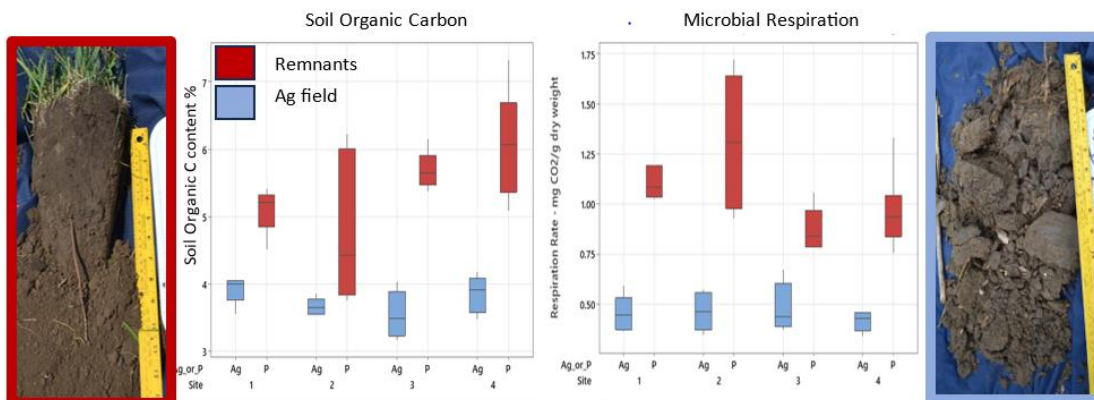 Soil Organic Carbon
Remnants
Ag field
Soil Organic C content %
7
6
5
4
3
Ag_or_P Ag P Ag P Ag P Ag P
Site 1 2 3 4
Microbial Respiration
Respiration Rate - mg CO2/g dry weight
1.75
1.50
1.25
1.00
0.75
0.50
Ag_or_P Ag P Ag P Ag P Ag P
Site 1 2 3 4